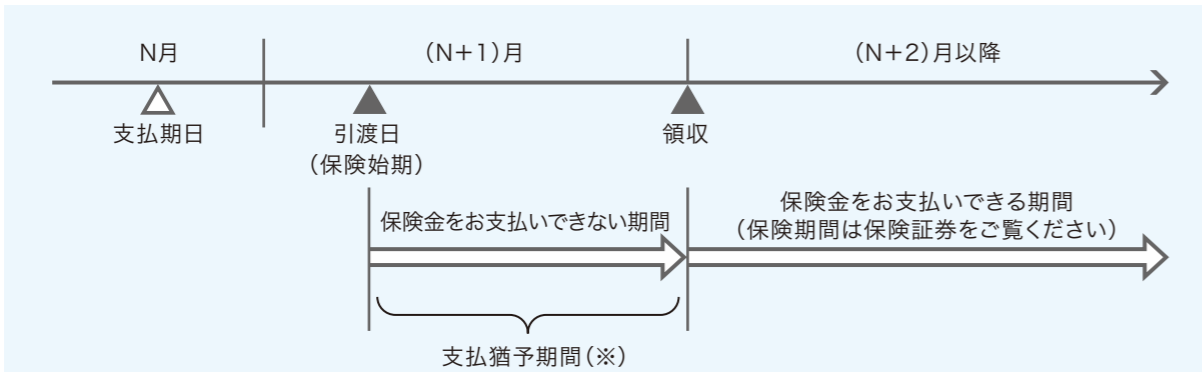 N月
(N+1)月
(N+2)月以降
支払期日
引渡日
(保険始期)
領収
保険金をお支払いできない期間
保険金をお支払いできる期間
(保険期間は保険証券をご覧ください)
支払猶予期間(※)